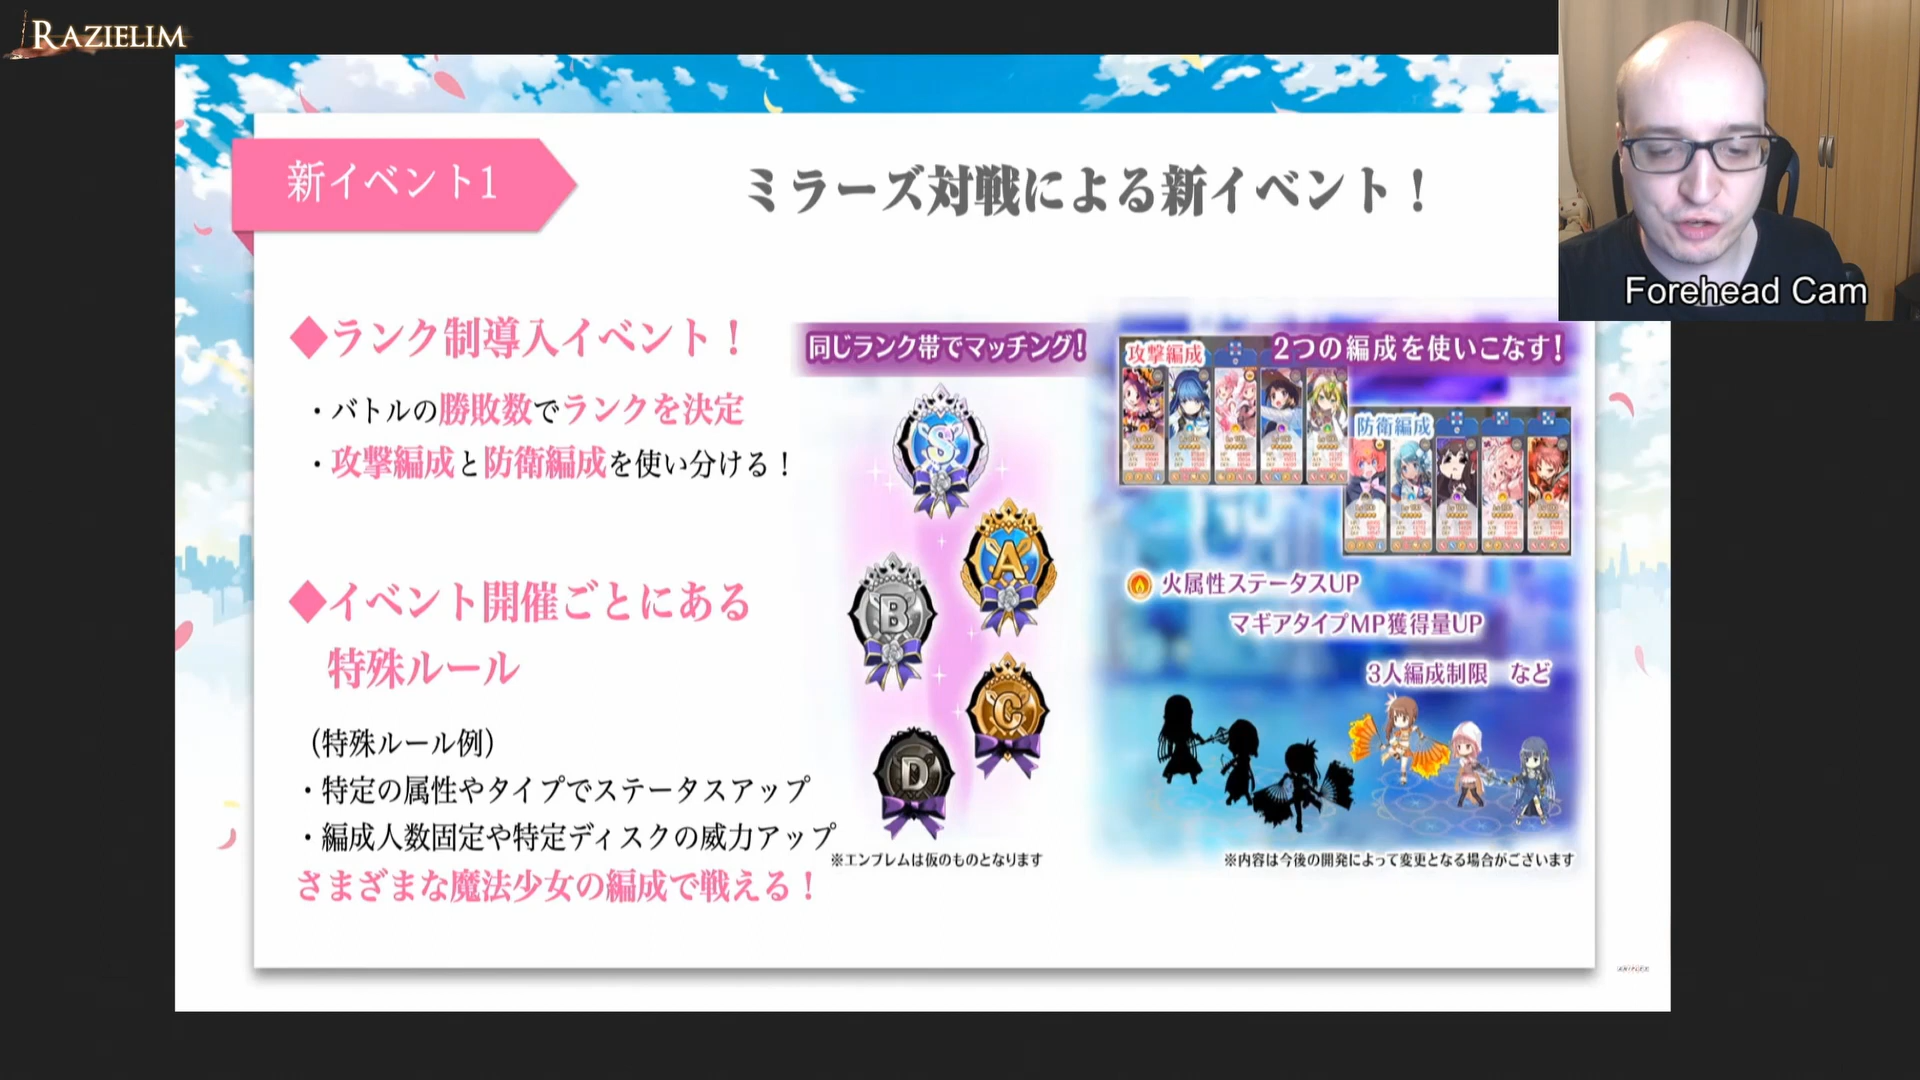 RAZIELIM
Forehead Cam
新イベント1
ミラーズ対戦による新イベント！
◆ランク制導入イベント！
・バトルの勝敗数でランクを決定
・攻撃編成と防衛編成を使い分ける！
◆イベント開催ごとにある
特殊ルール
（特殊ルール例）
・特定の属性やタイプでステータスアップ
・編成人数固定や特定ディスクの威力アップ
さまざまな魔法少女の編成で戦える！
同じランク帯でマッチング！
S
A
B
C
D
※エンブレムは仮のものとなります
2つの編成を使いこなす！
攻撃編成
防衛編成
火属性ステータスUP
マギアタイプMP獲得量UP
3人編成制限　など
※内容は今後の開発によって変更となる場合がございます
ANIPLEX